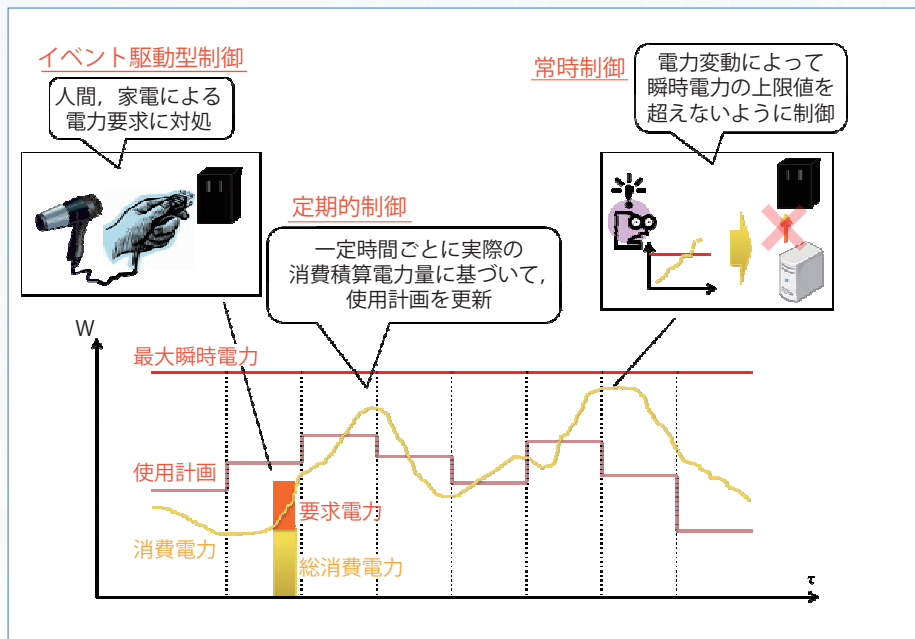 イベント駆動型制御
人間，家電による
電力要求に対処
常時制御
電力変動によって
瞬時電力の上限値を
超えないように制御
定期的制御
一定時間ごとに実際の
消費積算電力量に基づいて，
使用計画を更新
W
最大瞬時電力
使用計画
要求電力
消費電力
総消費電力
τ